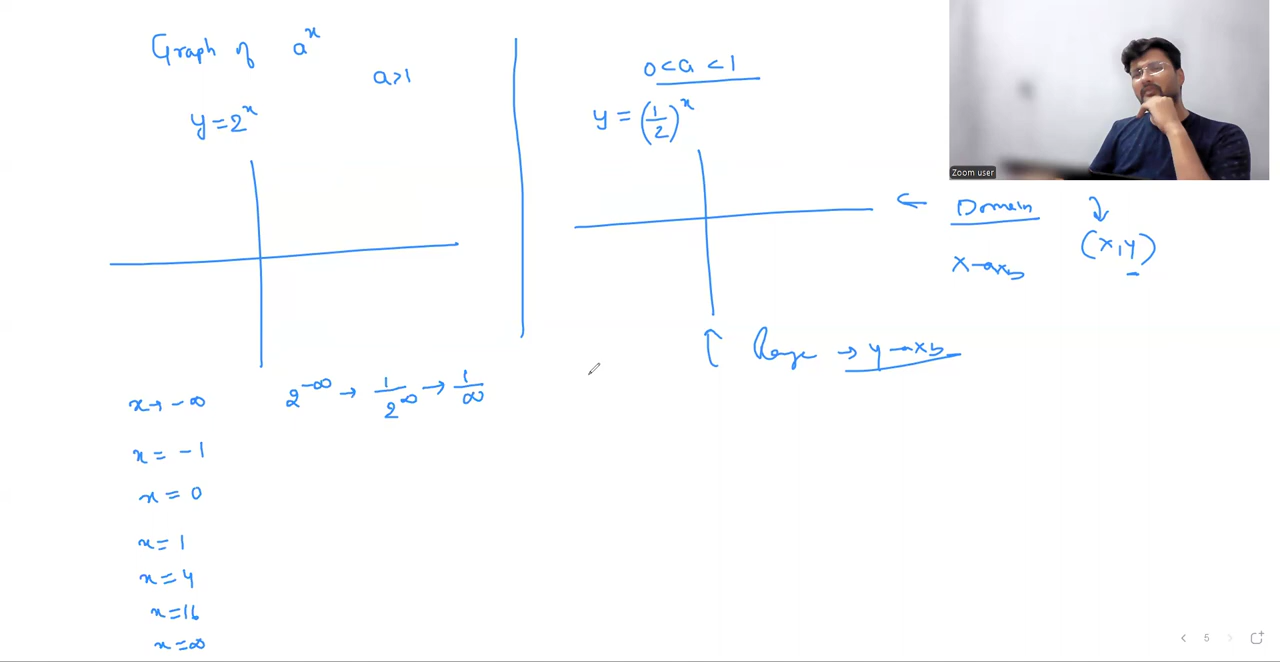 Graph of a^x
a>1
y=2^x
0<a<1
y = (1/2)^x
Zoom user
← Domain ↓
(x,y)
x-axis
↑ Range → y-axis
x→ -∞ 2^-∞ → 1/2^∞ → 1/∞
x= -1
x= 0
x= 1
x= 4
x=16
x=∞
5